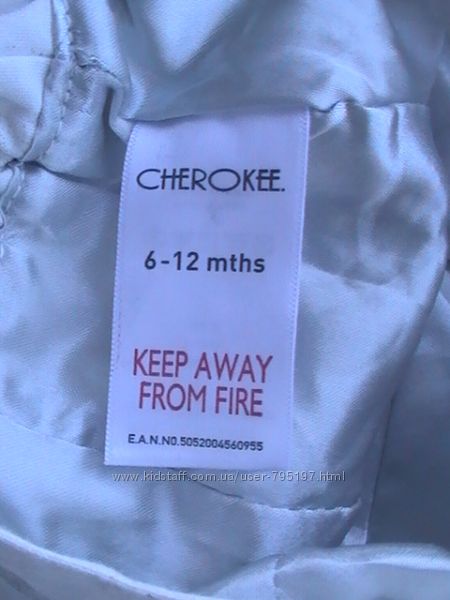 CHEROKEE.
6-12 mths
KEEP AWAY
FROM FIRE
E.A.N.NO.5052004560955
www.kidstaff.com.ua/user-795197.html